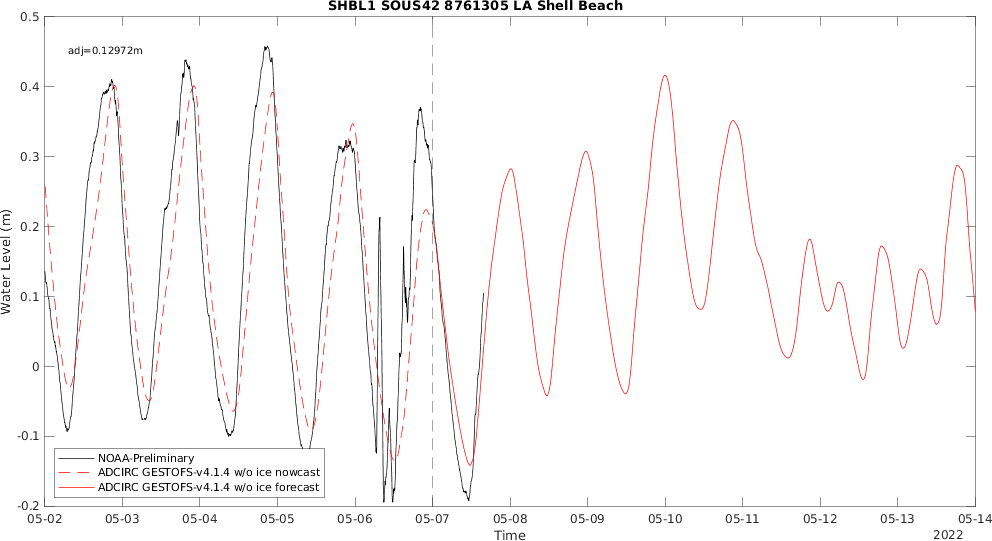 SHBL1 SOUS42 8761305 LA Shell Beach
adj=0.12972m
0.5
0.4
0.3
0.2
0.1
0
-0.1
-0.2
Water Level (m)
NOAA-Preliminary
ADCIRC GESTOFS-v4.1.4 w/o ice nowcast
ADCIRC GESTOFS-v4.1.4 w/o ice forecast
05-02 05-03 05-04 05-05 05-06 05-07 05-08 05-09 05-10 05-11 05-12 05-13 05-14
Time
2022